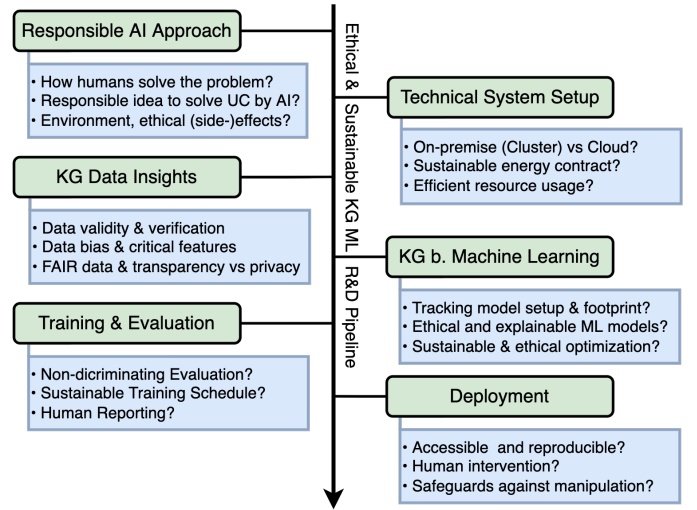 Responsible AI Approach
• How humans solve the problem?
• Responsible idea to solve UC by AI?
• Environment, ethical (side-)effects?
Technical System Setup
• On-premise (Cluster) vs Cloud?
• Sustainable energy contract?
• Efficient resource usage?
KG Data Insights
• Data validity & verification
• Data bias & critical features
• FAIR data & transparency vs privacy
KG b. Machine Learning
• Tracking model setup & footprint?
• Ethical and explainable ML models?
• Sustainable & ethical optimization?
Training & Evaluation
• Non-dicriminating Evaluation?
• Sustainable Training Schedule?
• Human Reporting?
Deployment
• Accessible and reproducible?
• Human intervention?
• Safeguards against manipulation?
Ethical & Sustainable KG ML R&D Pipeline